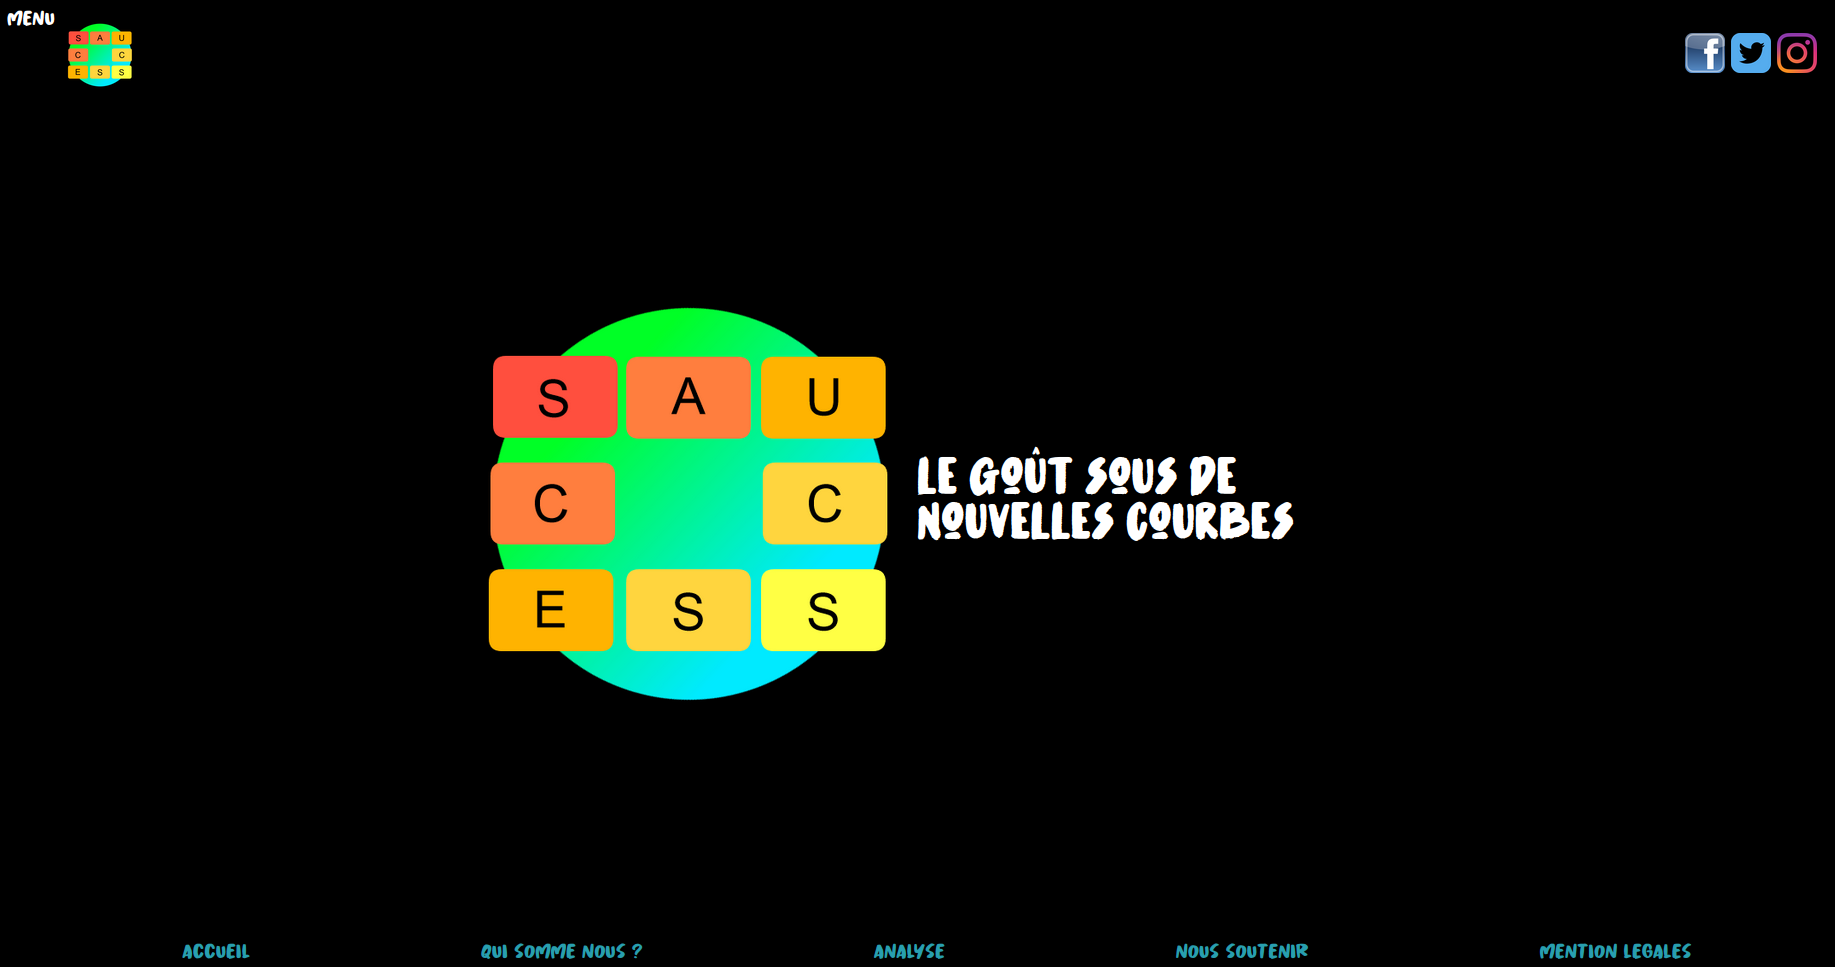 MENU
S A U
C C
E S S
S A U
C C
E S S
LE GOÛT SOUS DE
NOUVELLES COURBES
ACCUEIL
QUI SOMME NOUS ?
ANALYSE
NOUS SOUTENIR
MENTION LEGALES